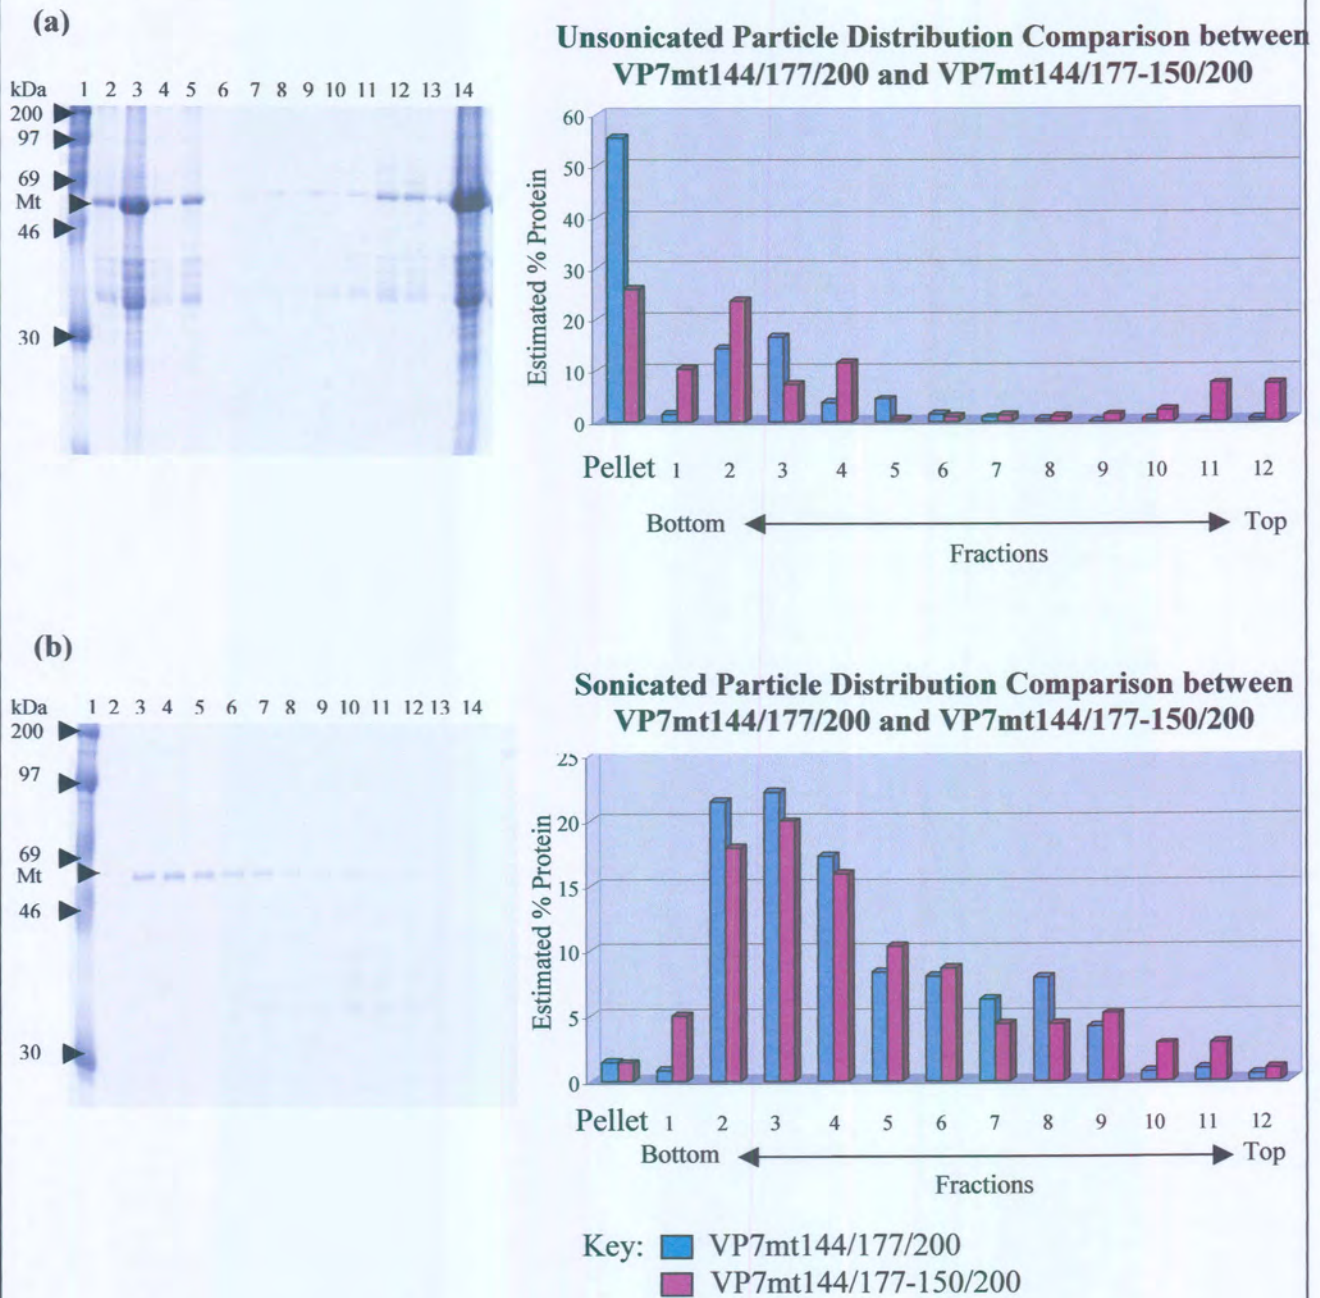 (a)
kDa 1 2 3 4 5 6 7 8 9 10 11 12 13 14
200
97
69
Mt
46
30
Unsonicated Particle Distribution Comparison between
VP7mt144/177/200 and VP7mt144/177-150/200
Estimated % Protein
60
50
40
30
20
10
0
Pellet 1 2 3 4 5 6 7 8 9 10 11 12
Bottom Top
Fractions
(b)
kDa 1 2 3 4 5 6 7 8 9 10 11 12 13 14
200
97
69
Mt
46
30
Sonicated Particle Distribution Comparison between
VP7mt144/177/200 and VP7mt144/177-150/200
Estimated % Protein
25
20
15
10
5
0
Pellet 1 2 3 4 5 6 7 8 9 10 11 12
Bottom Top
Fractions
Key: VP7mt144/177/200
VP7mt144/177-150/200